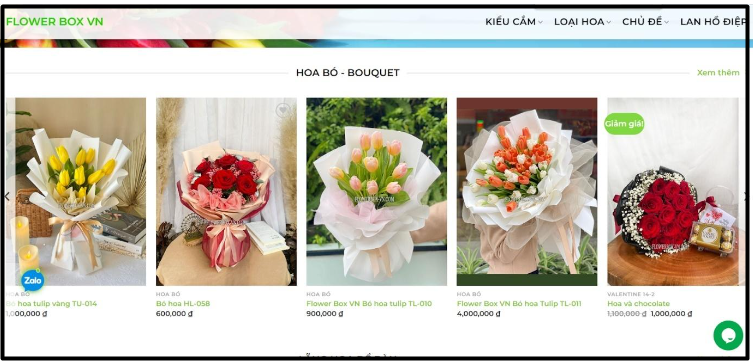 FLOWER BOX VN
KIỂU CẮM LOẠI HOA CHỦ ĐỀ LAN HỒ ĐIỆP
HOA BÓ - BOUQUET
Xem thêm
Giảm giá!
Zalo
HOA BÓ
hoa tulip vàng TU-014
1,000,000 ₫
HOA BÓ
Bó hoa HL-058
600,000 ₫
HOA BÓ
Flower Box VN Bó hoa tulip TL-010
900,000 ₫
HOA BÓ
Flower Box VN Bó hoa Tulip TL-011
4,000,000 ₫
VALENTINE 14-2
Hoa và chocolate
1,100,000 ₫ 1,000,000 ₫